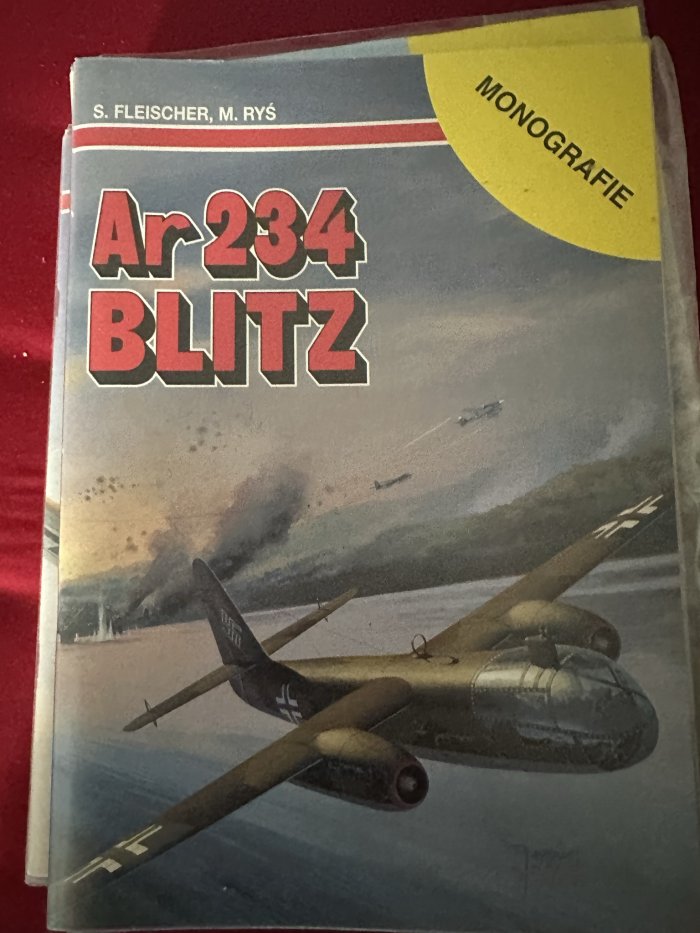 S. FLEISCHER, M. RYŚ
MONOGRAFIE
Ar 234
BLITZ